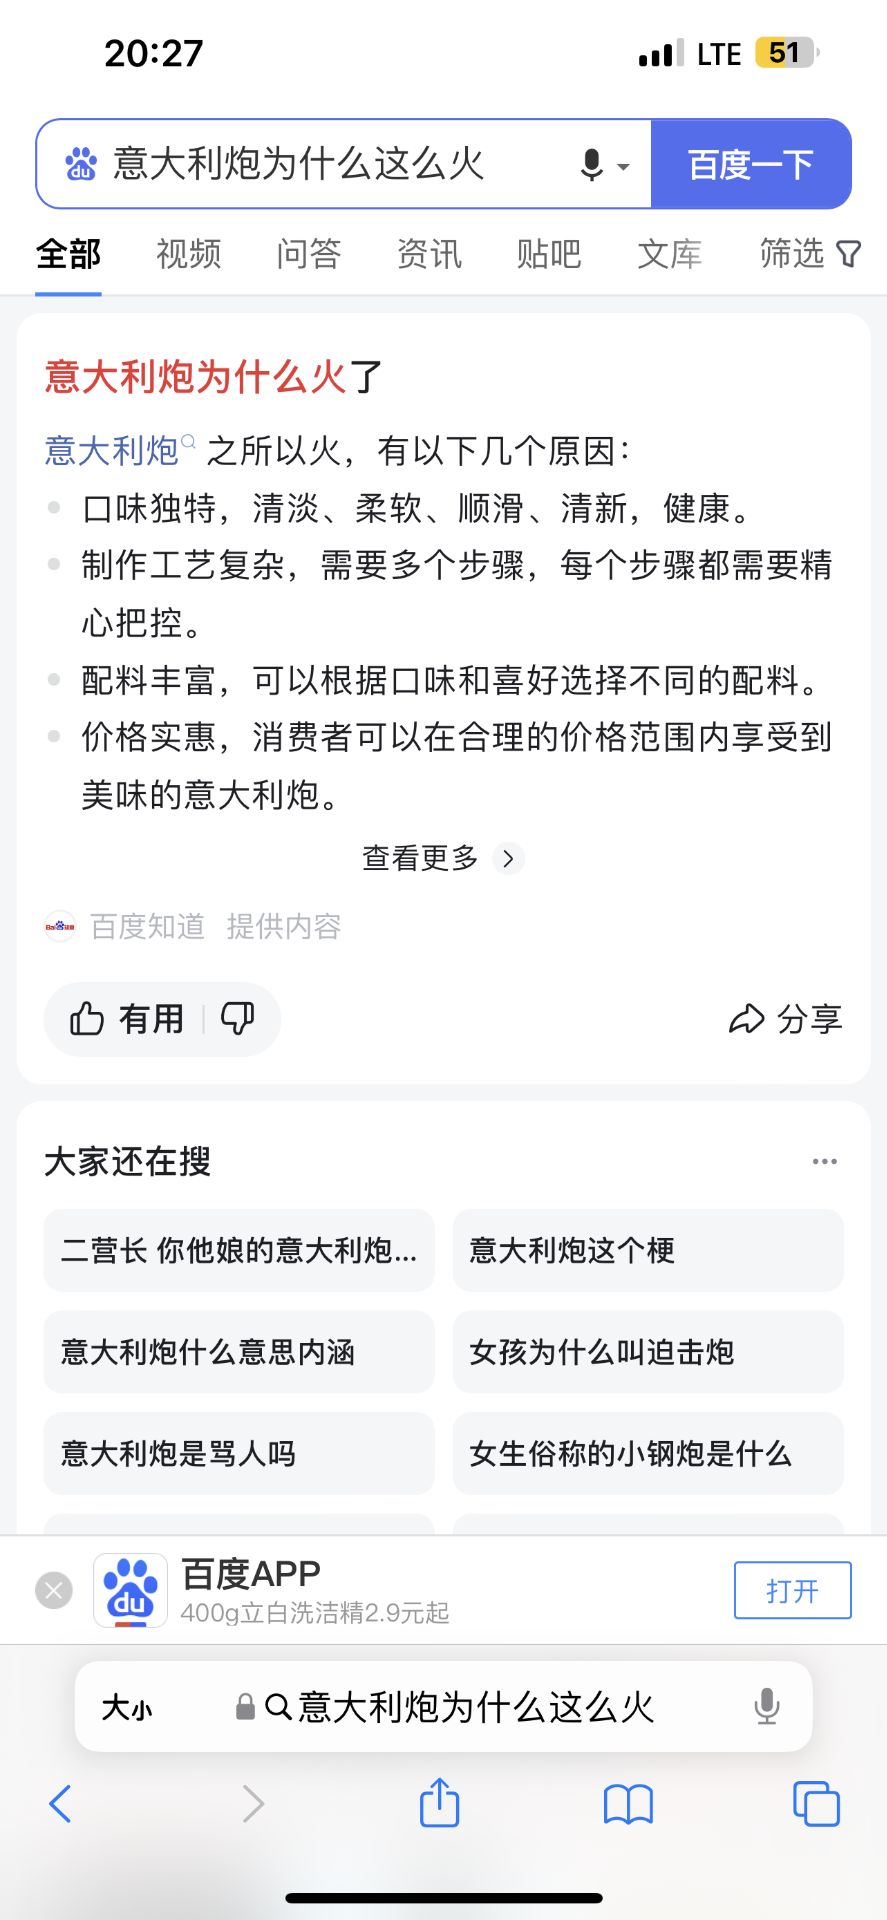 20:27
LTE 51
du 意大利炮为什么这么火 百度一下
全部 视频 问答 资讯 贴吧 文库 筛选
意大利炮为什么火了
意大利炮 之所以火，有以下几个原因：
口味独特，清淡、柔软、顺滑、清新，健康。
制作工艺复杂，需要多个步骤，每个步骤都需要精
心把控。
配料丰富，可以根据口味和喜好选择不同的配料。
价格实惠，消费者可以在合理的价格范围内享受到
美味的意大利炮。
查看更多
百度知道 提供内容
有用 分享
大家还在搜
二营长 你他娘的意大利炮...
意大利炮这个梗
意大利炮什么意思内涵
女孩为什么叫迫击炮
意大利炮是骂人吗
女生俗称的小钢炮是什么
du 百度APP
400g立白洗洁精2.9元起
打开
大小 意大利炮为什么这么火